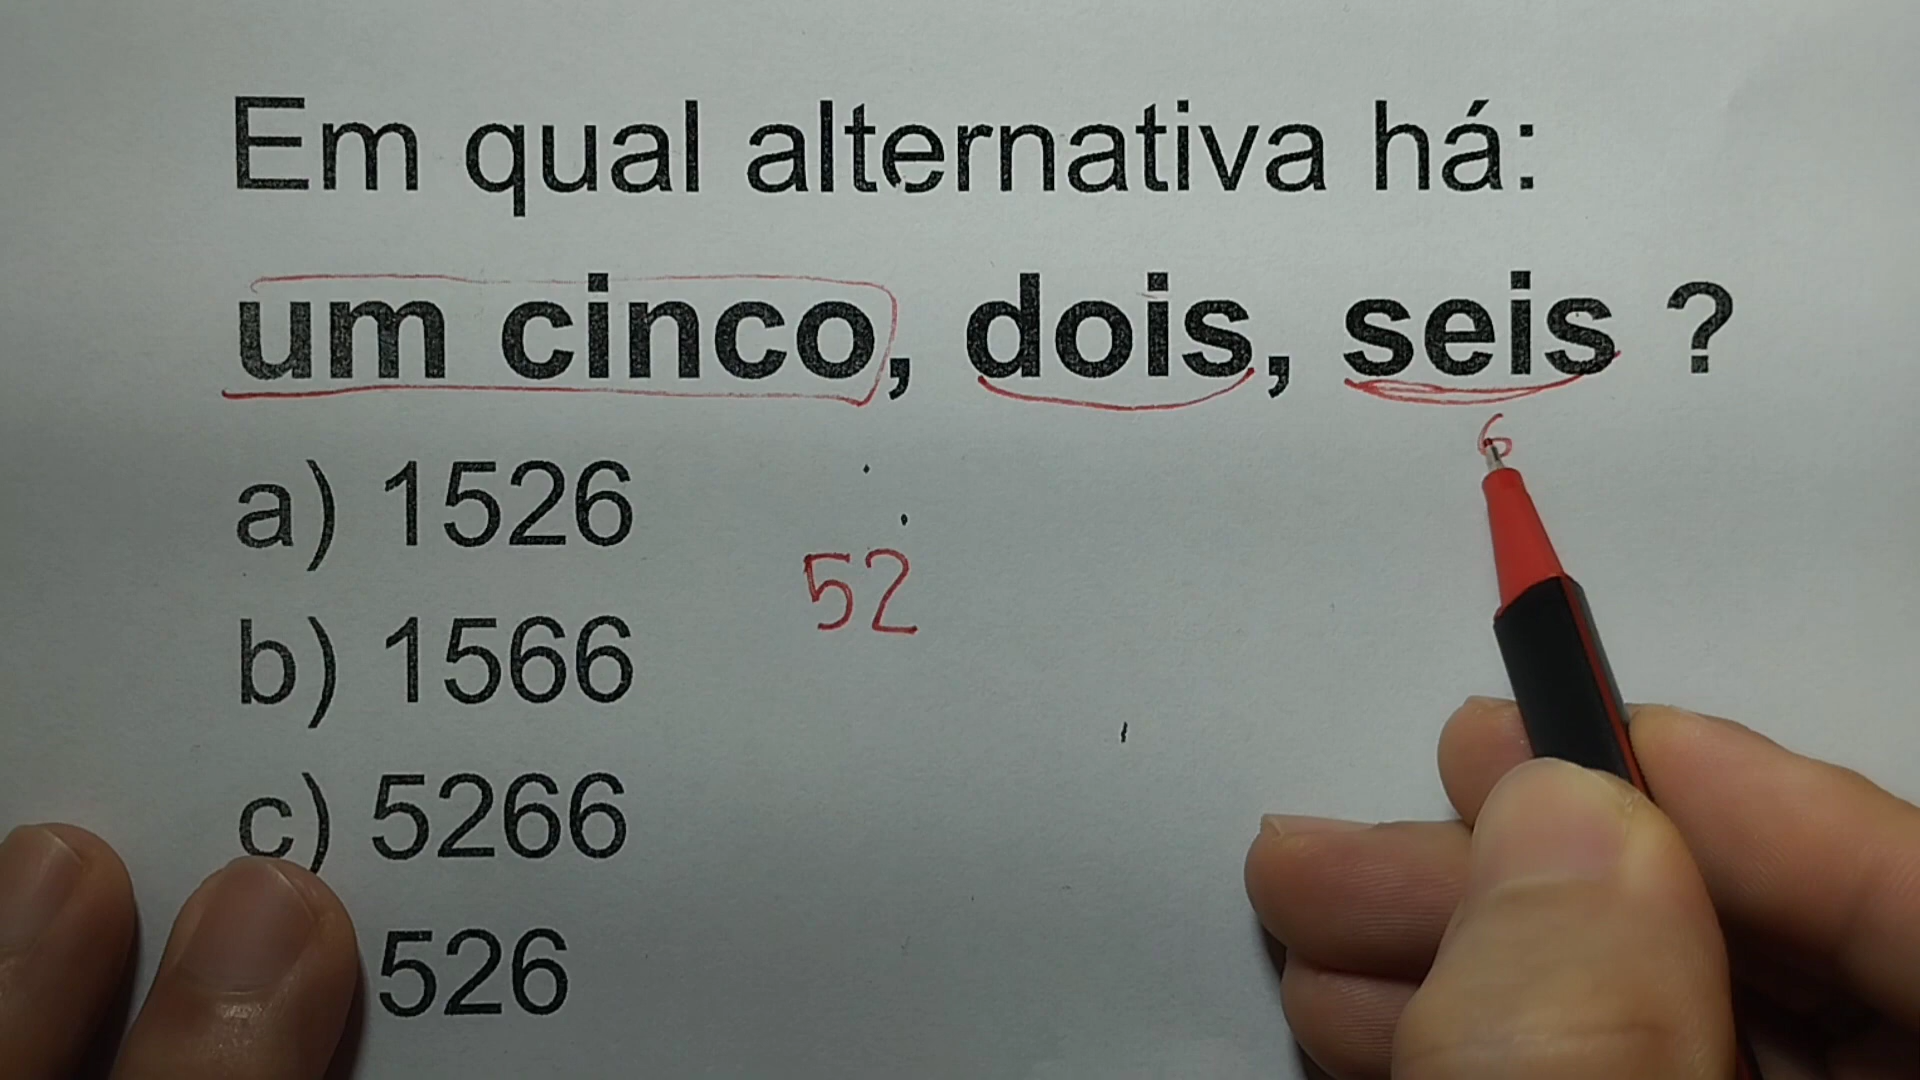 Em qual alternativa há:
um cinco, dois, seis ?
6
a) 1526
52
b) 1566
c) 5266
526